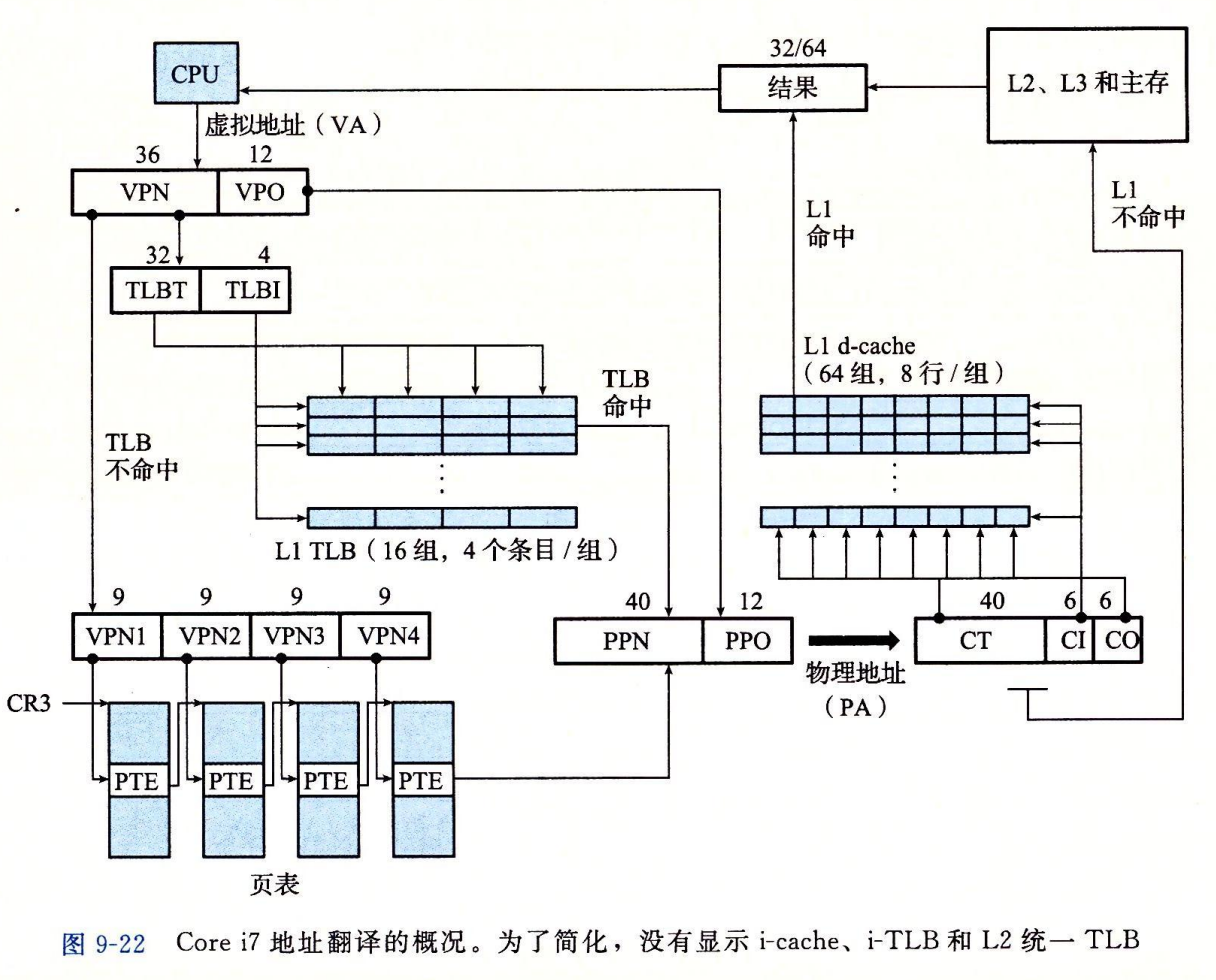 32/64
CPU
结果
L2、L3 和主存
虚拟地址（VA）
36
12
VPN
VPO
L1
命中
L1
不命中
32
4
TLBT
TLBI
L1 d-cache
（64 组，8 行 / 组）
TLB
命中
TLB
不命中
L1 TLB（16 组，4 个条目 / 组）
9
9
9
9
40
12
40
6
6
VPN1
VPN2
VPN3
VPN4
PPN
PPO
CT
CI
CO
物理地址
（PA）
CR3
PTE
PTE
PTE
PTE
页表
图 9-22 Core i7 地址翻译的概况。为了简化，没有显示 i-cache、i-TLB 和 L2 统一 TLB